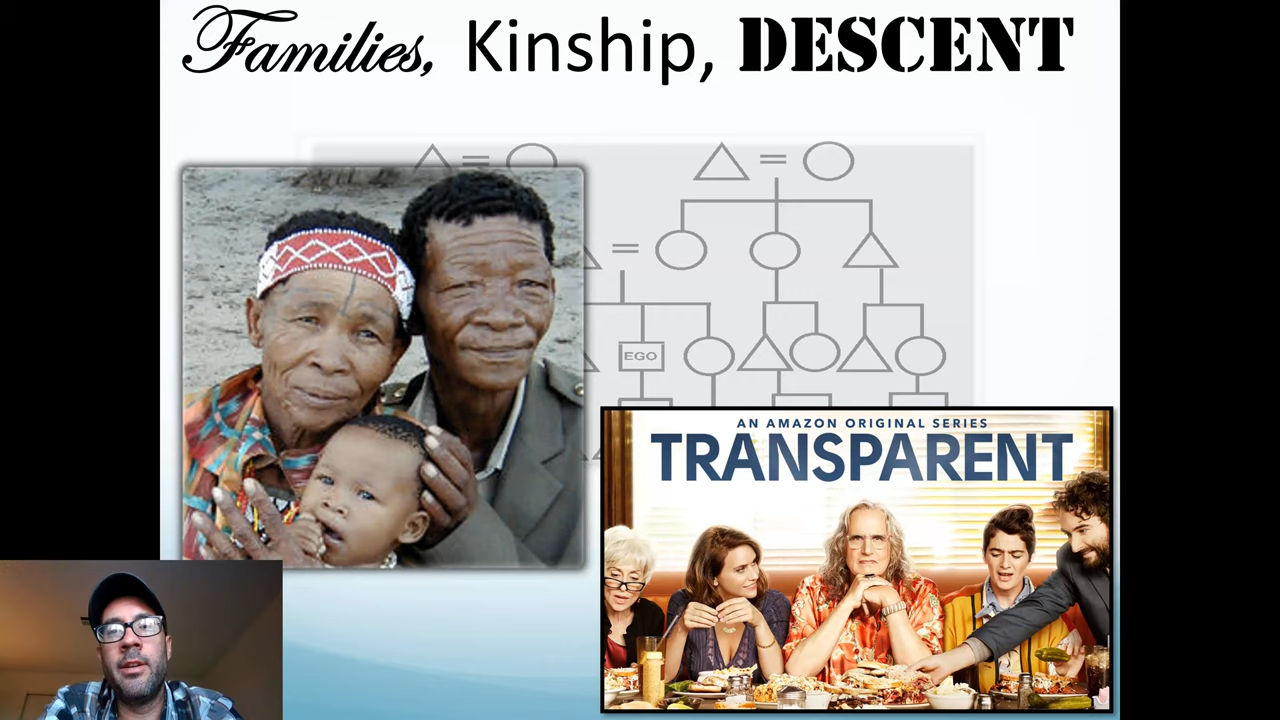 Families, Kinship, DESCENT
EGO
AN AMAZON ORIGINAL SERIES
TRANSPARENT